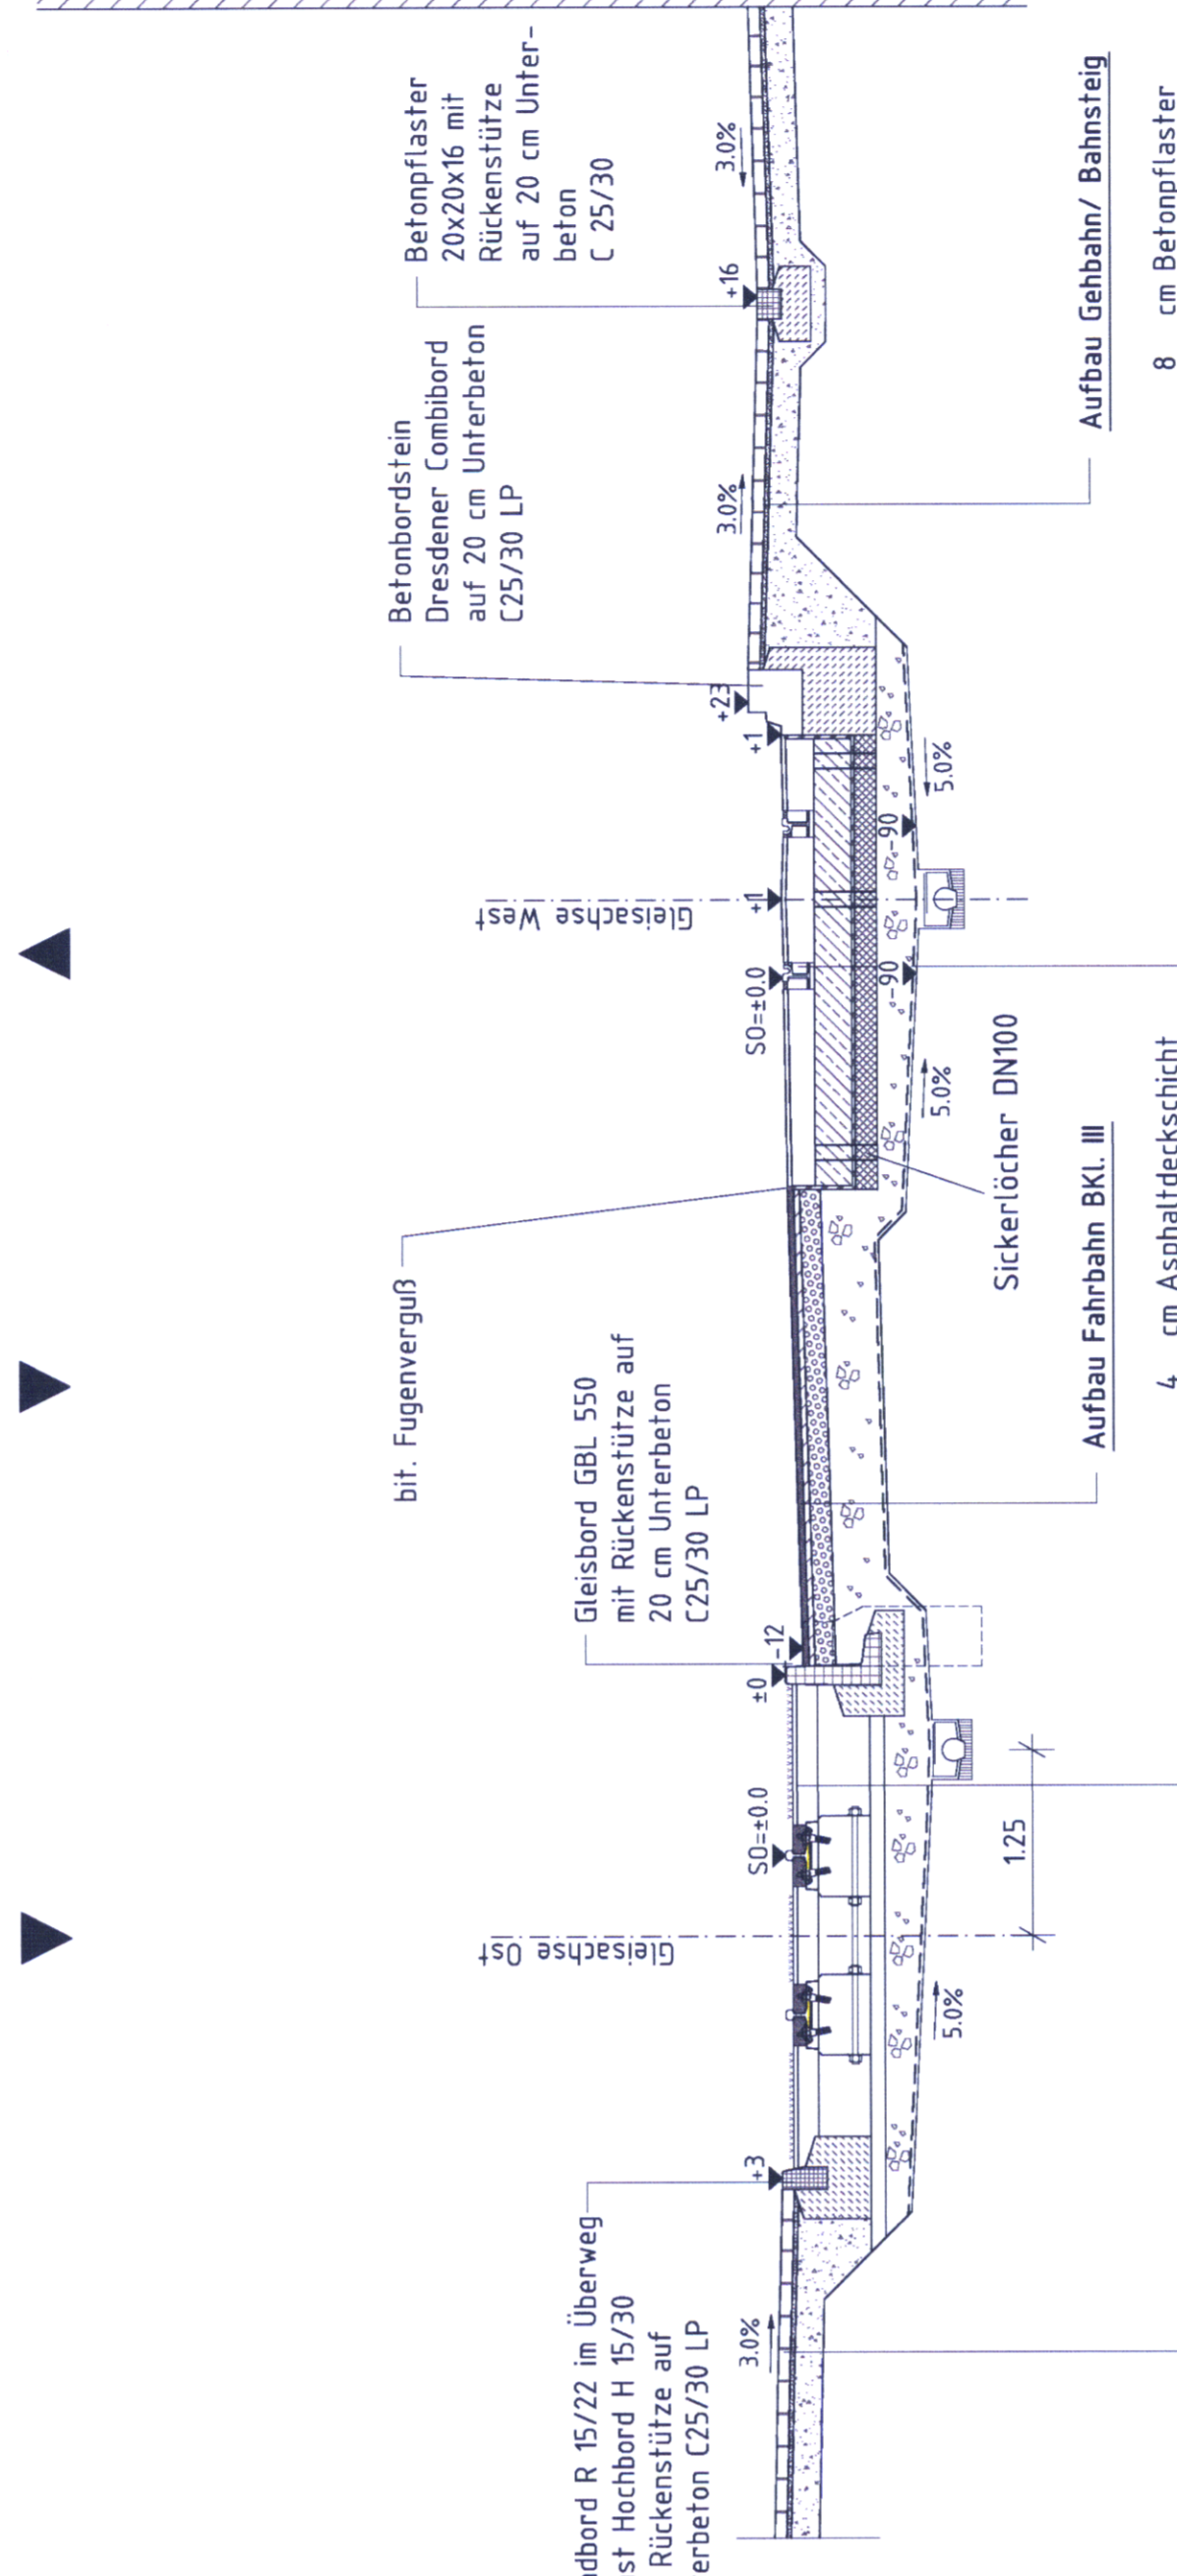 Betonpflaster
20x20x16 mit
Rückenstütze
auf 20 cm Unter-
beton
C 25/30
Betonbordstein
Dresdener Combibord
auf 20 cm Unterbeton
C25/30 LP
bit. Fugenverguß
Gleisbord GBL 550
mit Rückenstütze auf
20 cm Unterbeton
C25/30 LP
ndbord R 15/22 im Überweg
st Hochbord H 15/30
Rückenstütze auf
erbeton C25/30 LP
3.0%
+3
Gleisachse Ost
SO=±0.0
±0
-12
5.0%
1.25
Gleisachse West
SO=±0.0
+1
+1
+23
3.0%
+16
3.0%
-90
-90
5.0%
5.0%
Sickerlöcher DN100
Aufbau Fahrbahn BKl. III
4 cm Asphaltdeckschicht
Aufbau Gehbahn/ Bahnsteig
8 cm Betonpflaster